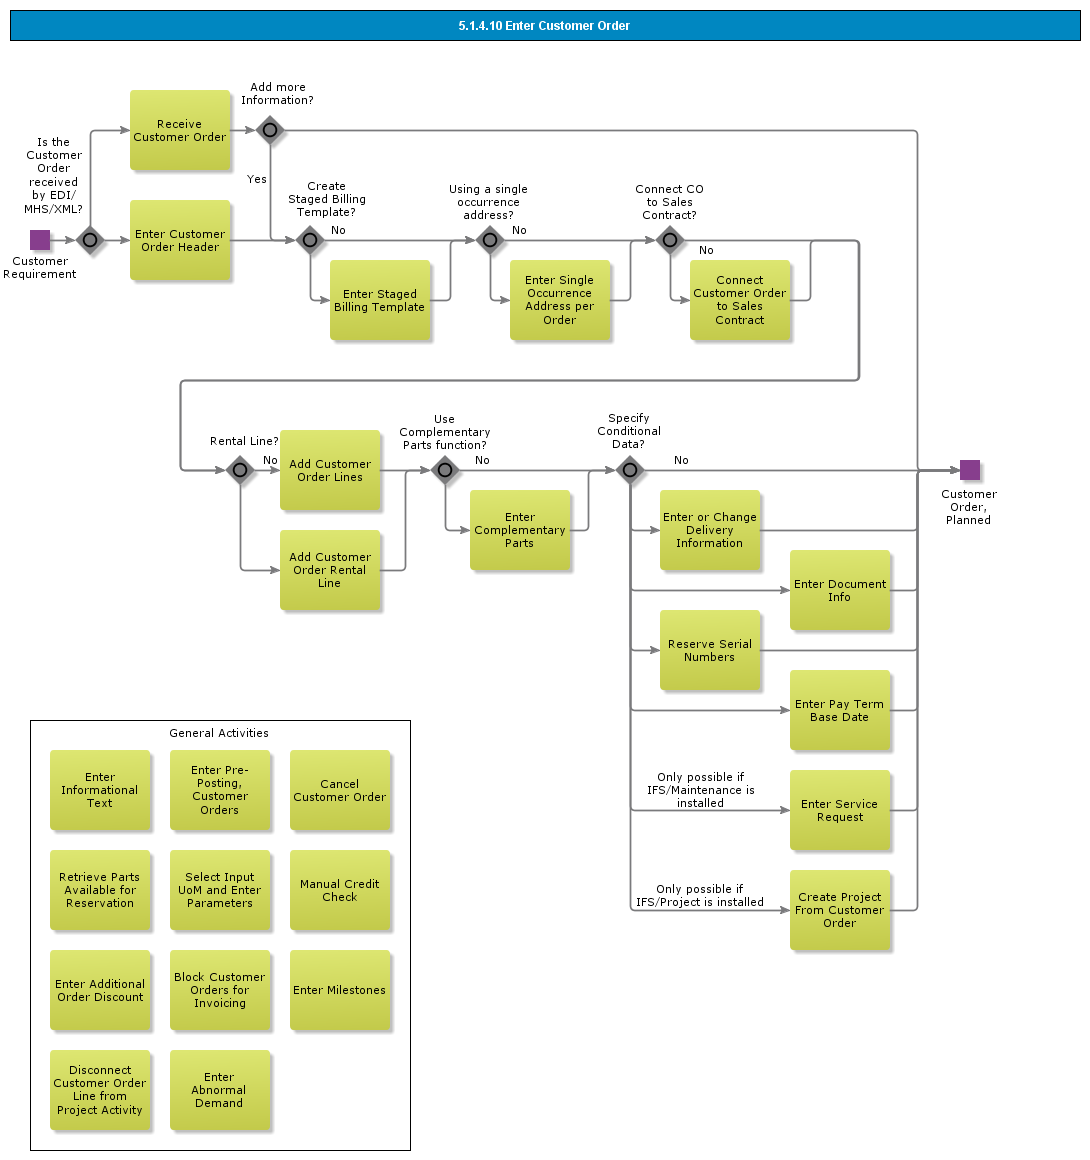 5.1.4.10 Enter Customer Order
Add more
Information?
Receive
Customer Order
Is the
Customer
Order
received
by EDI/
MHS/XML?
Yes
Create
Staged Billing
Template?
Using a single
occurrence
address?
Connect CO
to Sales
Contract?
Enter Customer
Order Header
No
No
No
Customer
Requirement
Enter Staged
Billing Template
Enter Single
Occurrence
Address per
Order
Connect
Customer Order
to Sales
Contract
Rental Line?
No
Add Customer
Order Lines
Use
Complementary
Parts function?
No
Specify
Conditional
Data?
No
Customer
Order,
Planned
Enter
Complementary
Parts
Enter or Change
Delivery
Information
Add Customer
Order Rental
Line
Enter Document
Info
Reserve Serial
Numbers
Enter Pay Term
Base Date
Only possible if
IFS/Maintenance is
installed
Enter Service
Request
Only possible if
IFS/Project is installed
Create Project
From Customer
Order
General Activities
Enter
Informational
Text
Enter Pre-
Posting,
Customer
Orders
Cancel
Customer Order
Retrieve Parts
Available for
Reservation
Select Input
UoM and Enter
Parameters
Manual Credit
Check
Enter Additional
Order Discount
Block Customer
Orders for
Invoicing
Enter Milestones
Disconnect
Customer Order
Line from
Project Activity
Enter
Abnormal
Demand